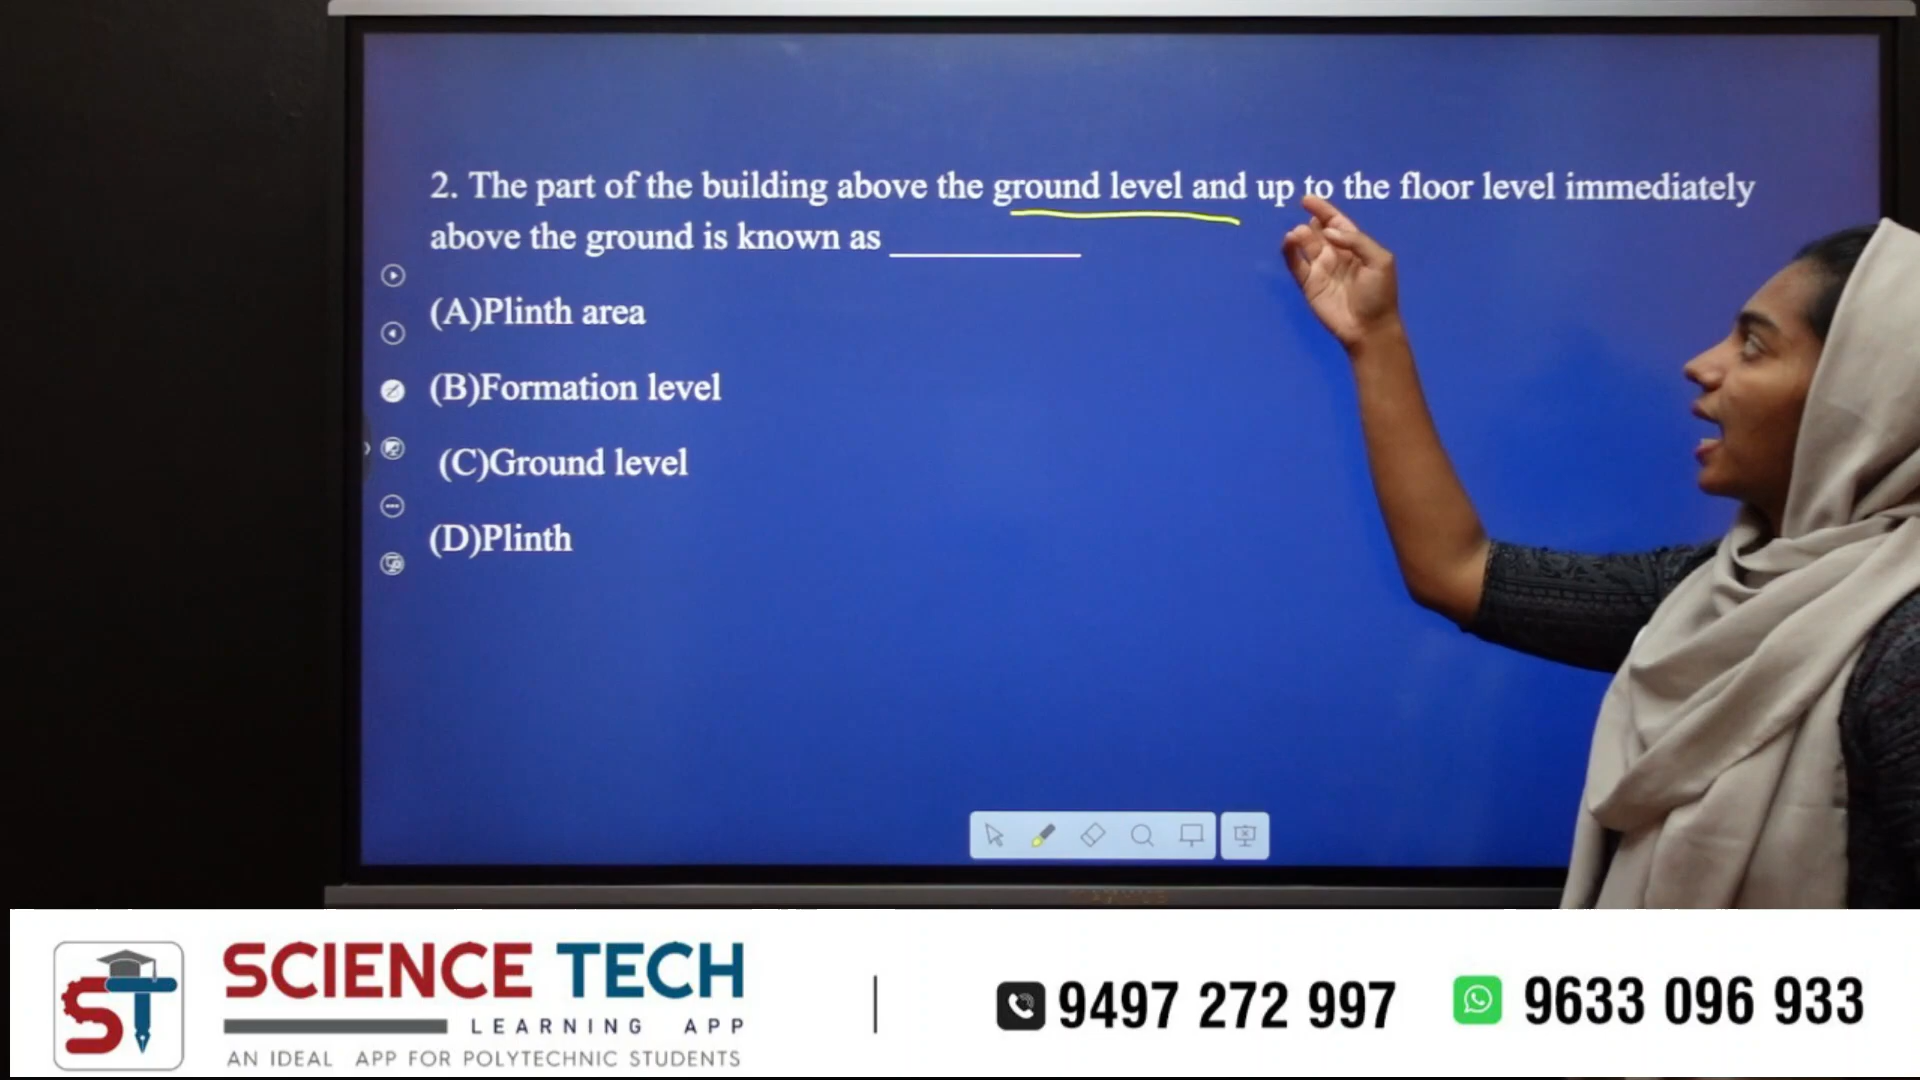 2. The part of the building above the ground level and up to the floor level immediately
above the ground is known as __________
(A)Plinth area
(B)Formation level
(C)Ground level
(D)Plinth
ST
SCIENCE TECH
LEARNING APP
AN IDEAL APP FOR POLYTECHNIC STUDENTS
9497 272 997
9633 096 933